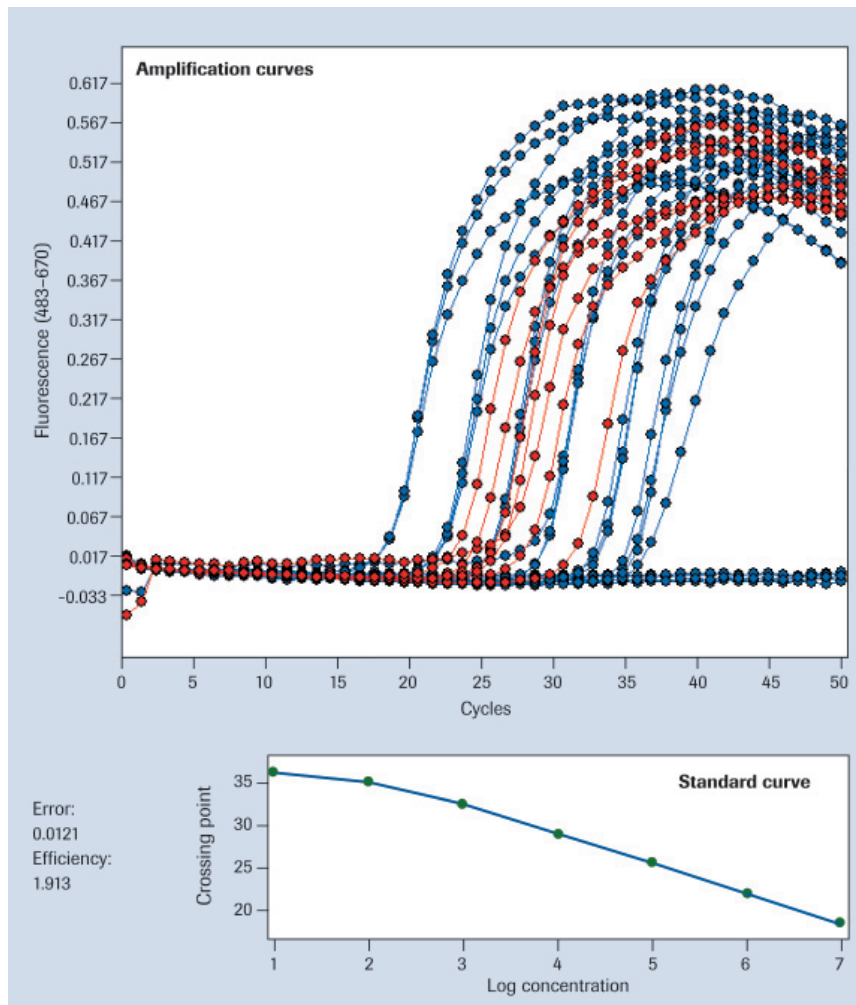 Amplification curves
0.617
0.567
0.517
0.467
0.417
0.367
0.317
0.267
0.217
0.167
0.117
0.067
0.017
-0.033
Fluorescence (483–670)
0 5 10 15 20 25 30 35 40 45 50
Cycles
Error:
0.0121
Efficiency:
1.913
Standard curve
35
30
25
20
Crossing point
1 2 3 4 5 6 7
Log concentration